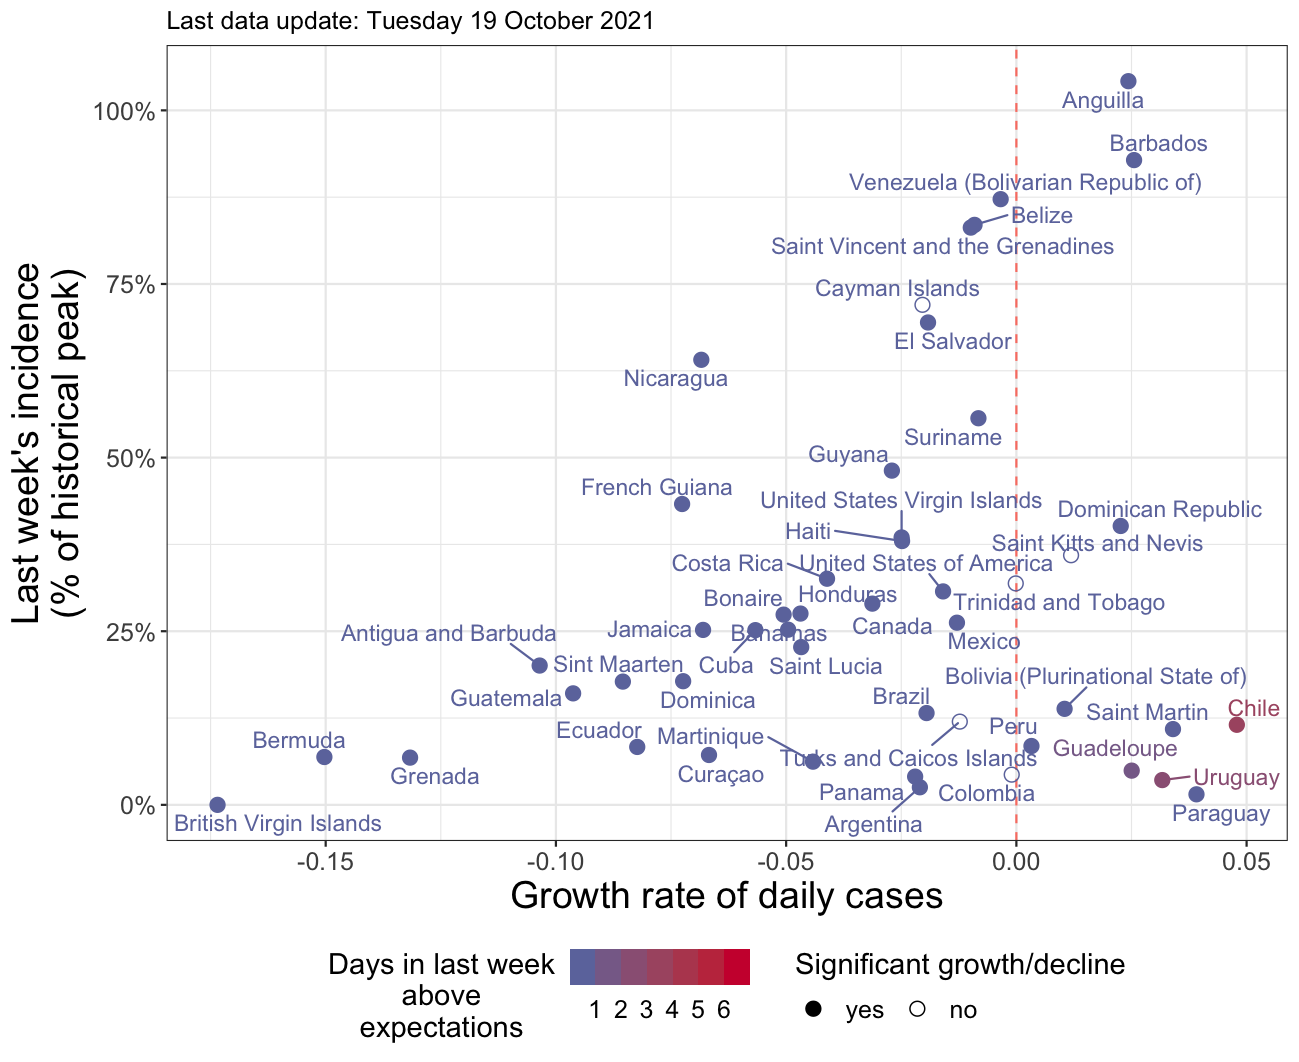 Last data update: Tuesday 19 October 2021
Last week's incidence
(% of historical peak)
100%
75%
50%
25%
0%
Anguilla
Barbados
Venezuela (Bolivarian Republic of)
Belize
Saint Vincent and the Grenadines
Cayman Islands
El Salvador
Nicaragua
Suriname
Guyana
French Guiana
United States Virgin Islands
Dominican Republic
Haiti
Saint Kitts and Nevis
Costa Rica
United States of America
Honduras
Bonaire
Trinidad and Tobago
Canada
Jamaica
Bahamas
Antigua and Barbuda
Mexico
Sint Maarten
Cuba
Saint Lucia
Bolivia (Plurinational State of)
Guatemala
Dominica
Brazil
Chile
Saint Martin
Ecuador
Martinique
Peru
Bermuda
Guadeloupe
Turks and Caicos Islands
Grenada
Curaçao
Uruguay
Panama
Colombia
Paraguay
British Virgin Islands
Argentina
-0.15
-0.10
-0.05
0.00
0.05
Growth rate of daily cases
Days in last week
above
expectations
1 2 3 4 5 6
Significant growth/decline
yes
no